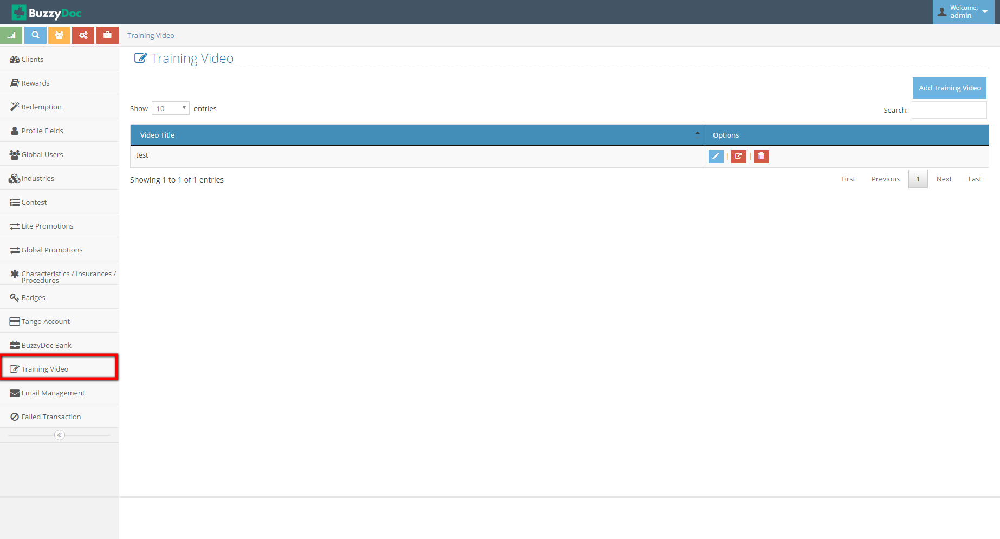 BuzzyDoc
Welcome,
admin
Training Video
Clients
Rewards
Redemption
Profile Fields
Global Users
Industries
Contest
Lite Promotions
Global Promotions
Characteristics / Insurances /
Procedures
Badges
Tango Account
BuzzyDoc Bank
Training Video
Email Management
Failed Transaction
Training Video
Add Training Video
Show 10 entries
Search:
Video Title Options
test | |
Showing 1 to 1 of 1 entries
First Previous 1 Next Last